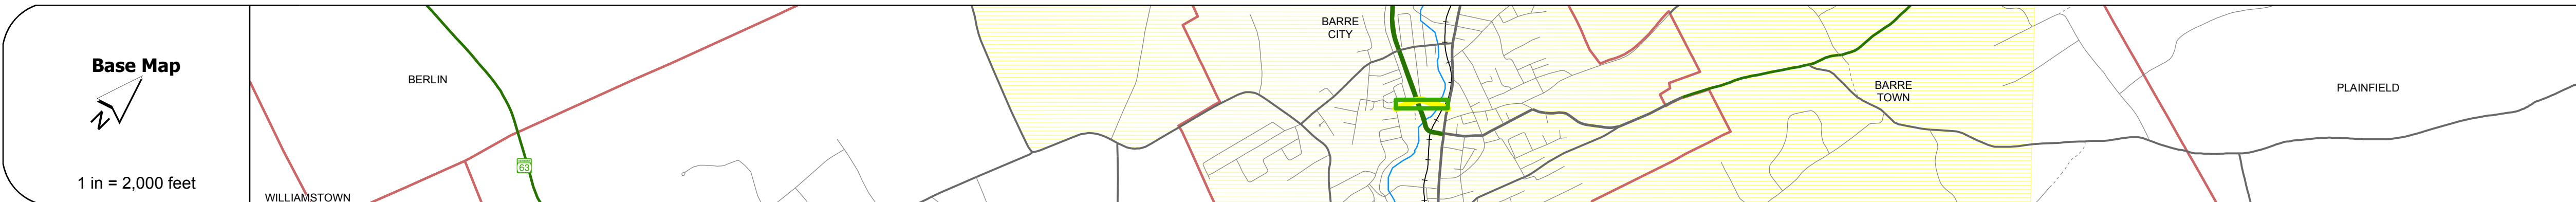 Base Map
N
1 in = 2,000 feet
BERLIN
63
WILLIAMSTOWN
BARRE
CITY
BARRE
TOWN
PLAINFIELD